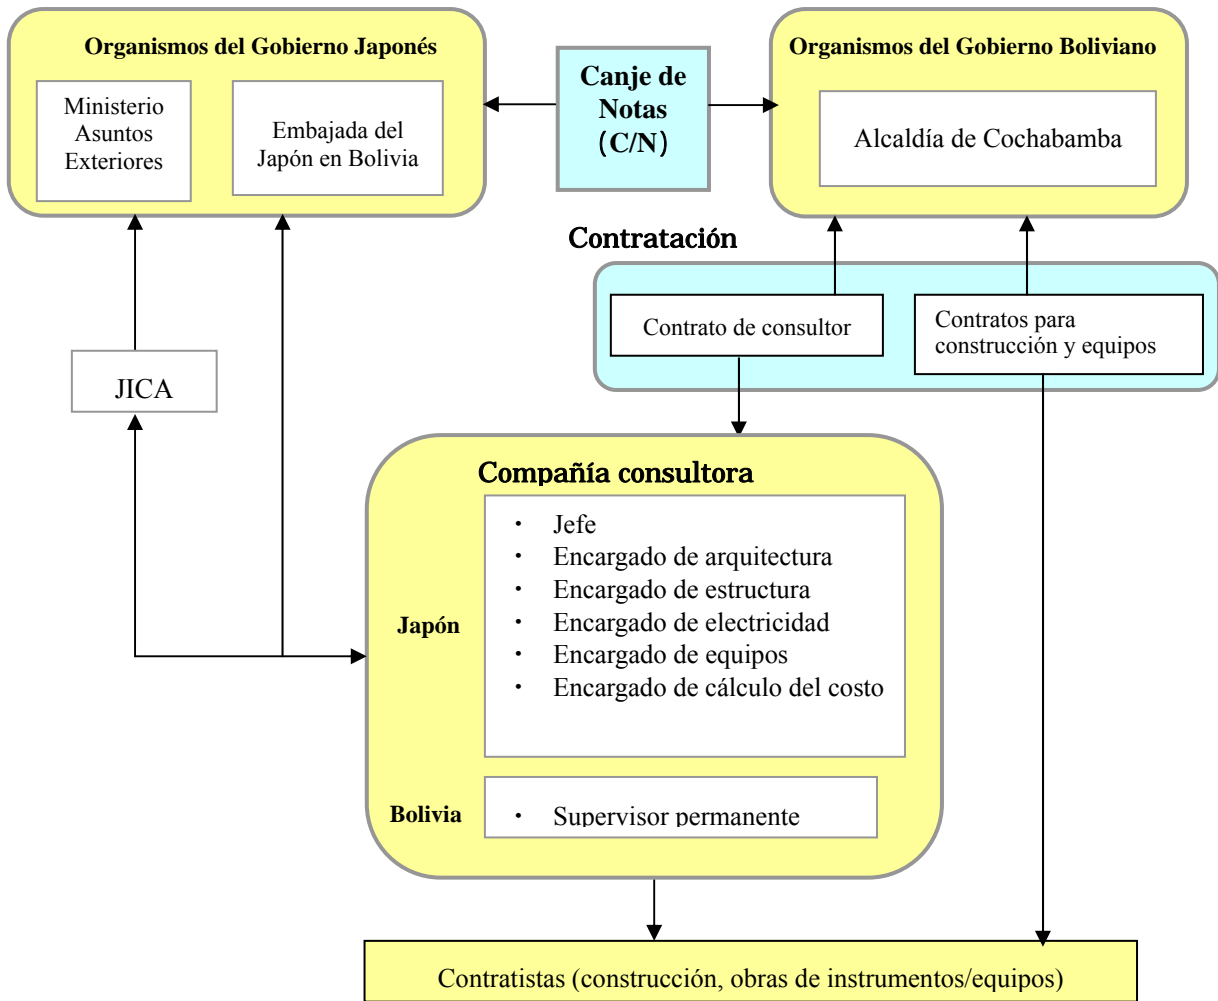 Organismos del Gobierno Japonés
Ministerio
Asuntos
Exteriores
Embajada del
Japón en Bolivia
Canje de
Notas
(C/N)
Organismos del Gobierno Boliviano
Alcaldía de Cochabamba
Contratación
Contrato de consultor
Contratos para
construcción y equipos
JICA
Compañía consultora
Japón
・ Jefe
・ Encargado de arquitectura
・ Encargado de estructura
・ Encargado de electricidad
・ Encargado de equipos
・ Encargado de cálculo del costo
Bolivia
・ Supervisor permanente
Contratistas (construcción, obras de instrumentos/equipos)